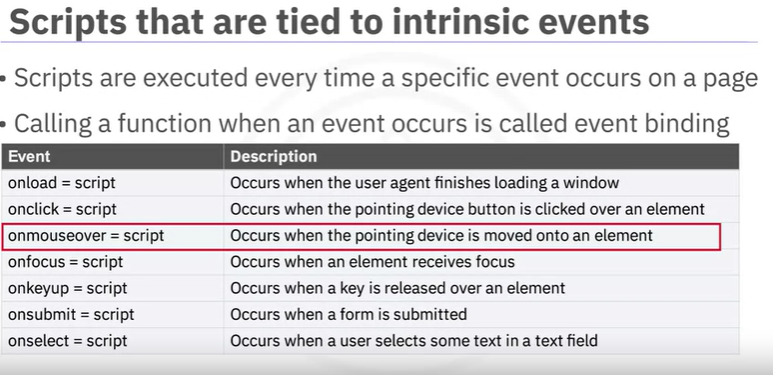 Scripts that are tied to intrinsic events
• Scripts are executed every time a specific event occurs on a page
• Calling a function when an event occurs is called event binding
Event Description
onload = script Occurs when the user agent finishes loading a window
onclick = script Occurs when the pointing device button is clicked over an element
onmouseover = script Occurs when the pointing device is moved onto an element
onfocus = script Occurs when an element receives focus
onkeyup = script Occurs when a key is released over an element
onsubmit = script Occurs when a form is submitted
onselect = script Occurs when a user selects some text in a text field